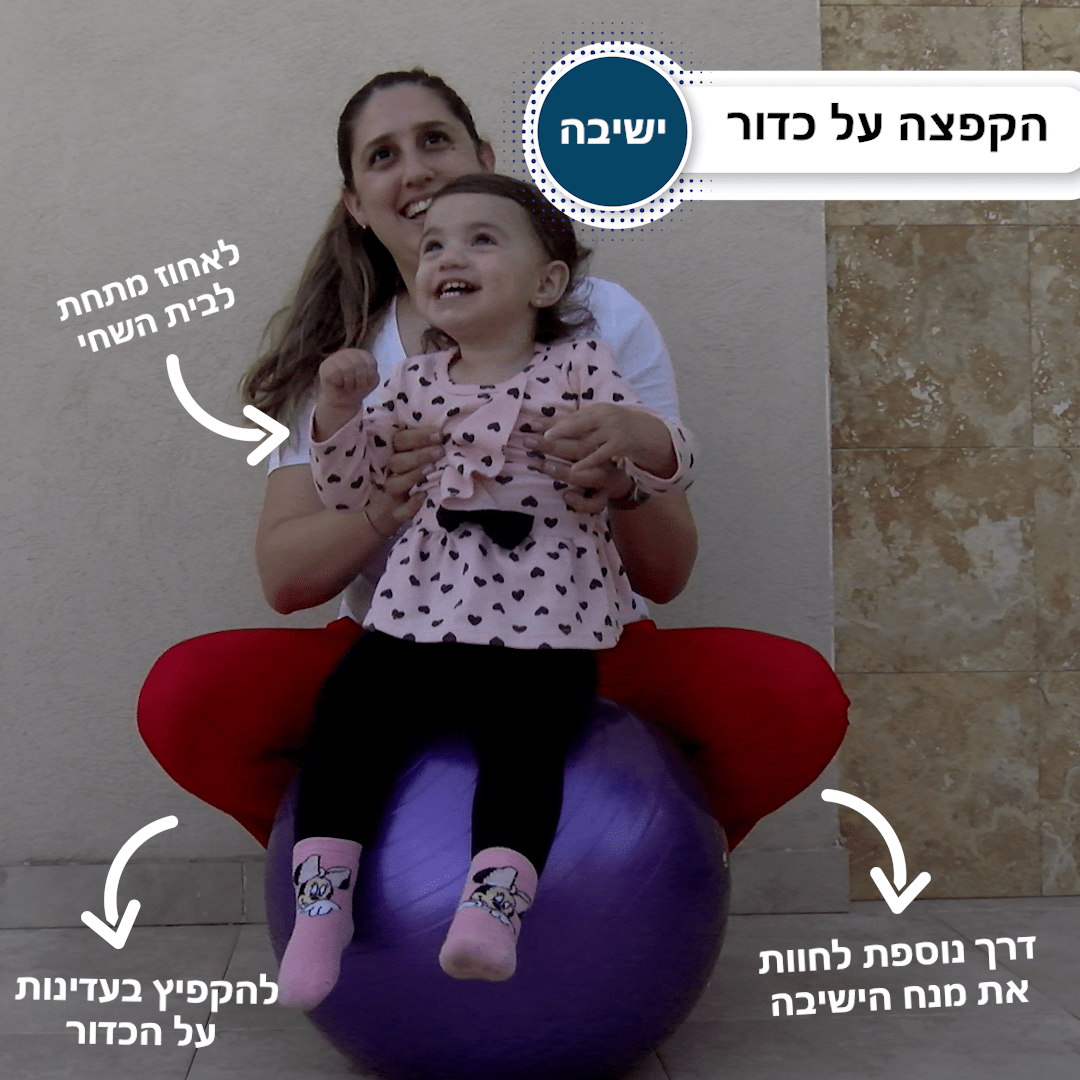 הקפצה על כדור
ישיבה
לאחוז מתחת
לבית השחי
להקפיץ בעדינות
על הכדור
דרך נוספת לחוות
את מנח הישיבה